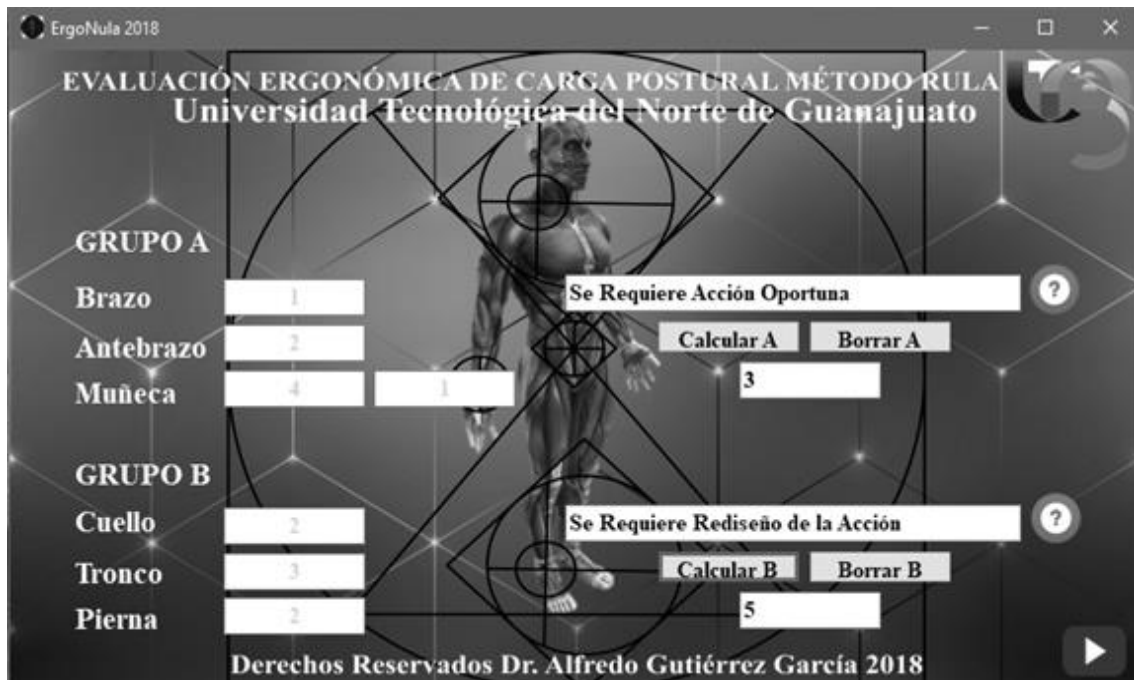 ErgoNula 2018
EVALUACIÓN ERGONÓMICA DE CARGA POSTURAL MÉTODO RULA
Universidad Tecnológica del Norte de Guanajuato
GRUPO A
Brazo 1 Se Requiere Acción Oportuna ?
Antebrazo 2 Calcular A Borrar A
Muñeca 4 1 3
GRUPO B
Cuello 2 Se Requiere Rediseño de la Acción ?
Tronco 3 Calcular B Borrar B
Pierna 2 5
Derechos Reservados Dr. Alfredo Gutiérrez García 2018